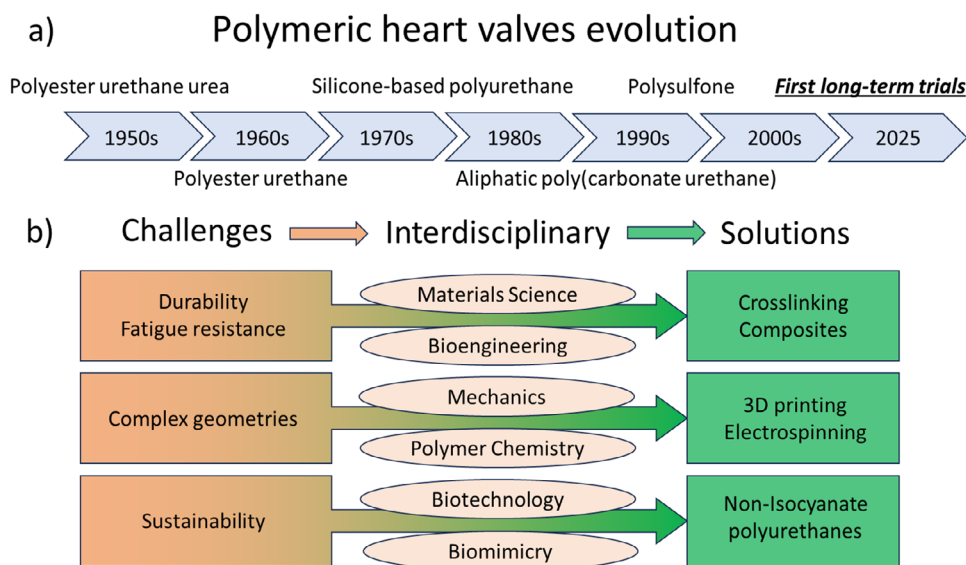 a)
Polymeric heart valves evolution
Polyester urethane urea
Silicone-based polyurethane
Polysulfone
First long-term trials
1950s
1960s
1970s
1980s
1990s
2000s
2025
Polyester urethane
Aliphatic poly(carbonate urethane)
b)
Challenges
Interdisciplinary
Solutions
Durability
Fatigue resistance
Materials Science
Bioengineering
Crosslinking
Composites
Complex geometries
Mechanics
Polymer Chemistry
3D printing
Electrospinning
Sustainability
Biotechnology
Biomimicry
Non-Isocyanate
polyurethanes